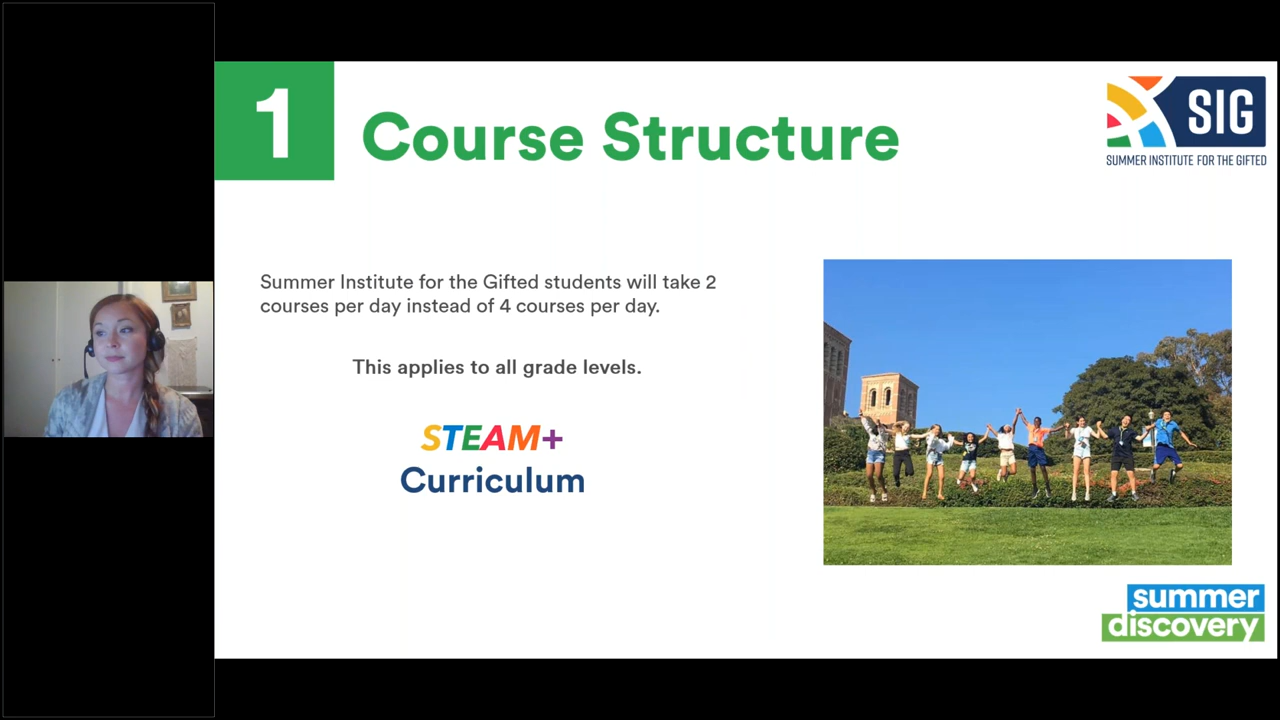 1
Course Structure
SIG
SUMMER INSTITUTE FOR THE GIFTED
Summer Institute for the Gifted students will take 2
courses per day instead of 4 courses per day.
This applies to all grade levels.
STEAM+
Curriculum
summer
discovery